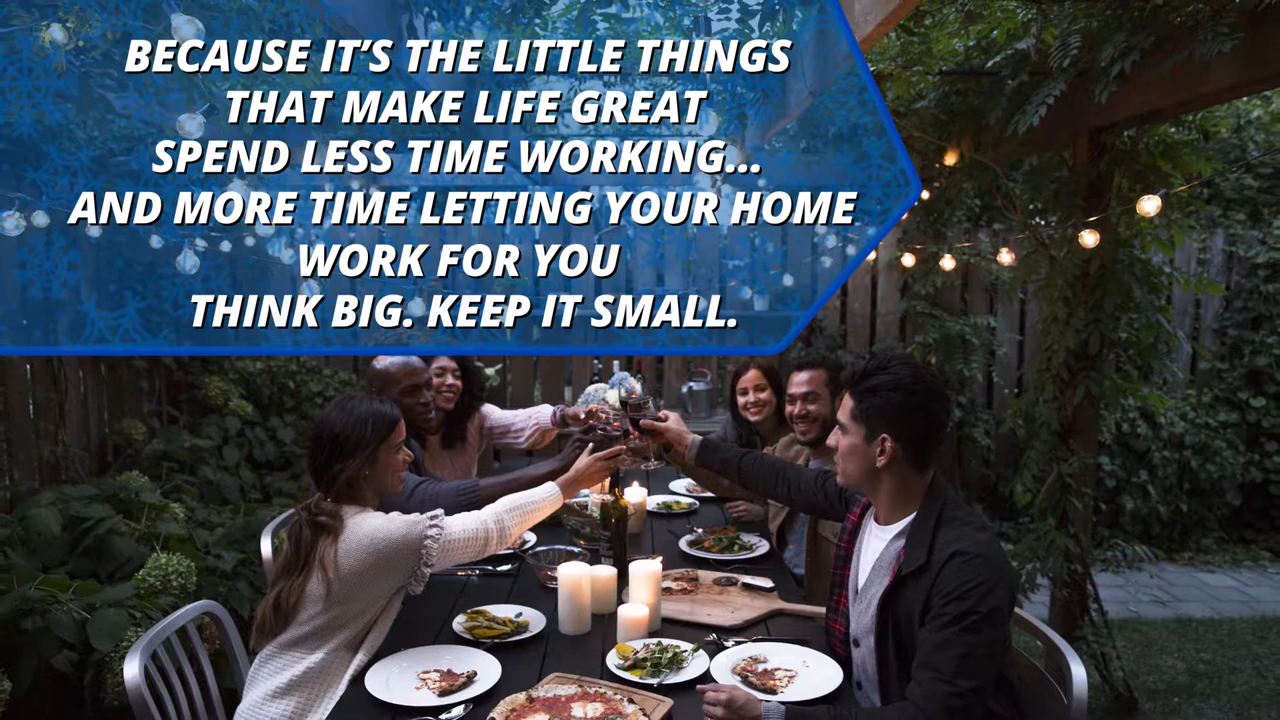 BECAUSE IT'S THE LITTLE THINGS
THAT MAKE LIFE GREAT
SPEND LESS TIME WORKING...
AND MORE TIME LETTING YOUR HOME
WORK FOR YOU
THINK BIG. KEEP IT SMALL.